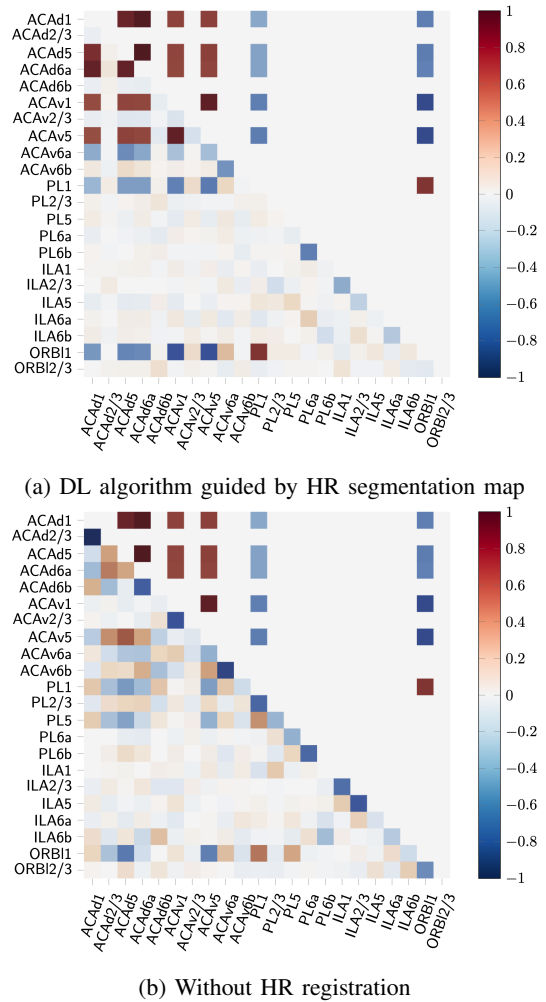 ACAd1
ACAd2/3
ACAd5
ACAd6a
ACAd6b
ACAv1
ACAv2/3
ACAv5
ACAv6a
ACAv6b
PL1
PL2/3
PL5
PL6a
PL6b
ILA1
ILA2/3
ILA5
ILA6a
ILA6b
ORBl1
ORBl2/3
ACAd1
ACAd2/3
ACAd5
ACAd6a
ACAd6b
ACAv1
ACAv2/3
ACAv5
ACAv6a
ACAv6b
PL1
PL2/3
PL5
PL6a
PL6b
ILA1
ILA2/3
ILA5
ILA6a
ILA6b
ORBl1
ORBl2/3
1
0.8
0.6
0.4
0.2
0
−0.2
−0.4
−0.6
−0.8
−1
(a) DL algorithm guided by HR segmentation map
ACAd1
ACAd2/3
ACAd5
ACAd6a
ACAd6b
ACAv1
ACAv2/3
ACAv5
ACAv6a
ACAv6b
PL1
PL2/3
PL5
PL6a
PL6b
ILA1
ILA2/3
ILA5
ILA6a
ILA6b
ORBl1
ORBl2/3
ACAd1
ACAd2/3
ACAd5
ACAd6a
ACAd6b
ACAv1
ACAv2/3
ACAv5
ACAv6a
ACAv6b
PL1
PL2/3
PL5
PL6a
PL6b
ILA1
ILA2/3
ILA5
ILA6a
ILA6b
ORBl1
ORBl2/3
1
0.8
0.6
0.4
0.2
0
−0.2
−0.4
−0.6
−0.8
−1
(b) Without HR registration